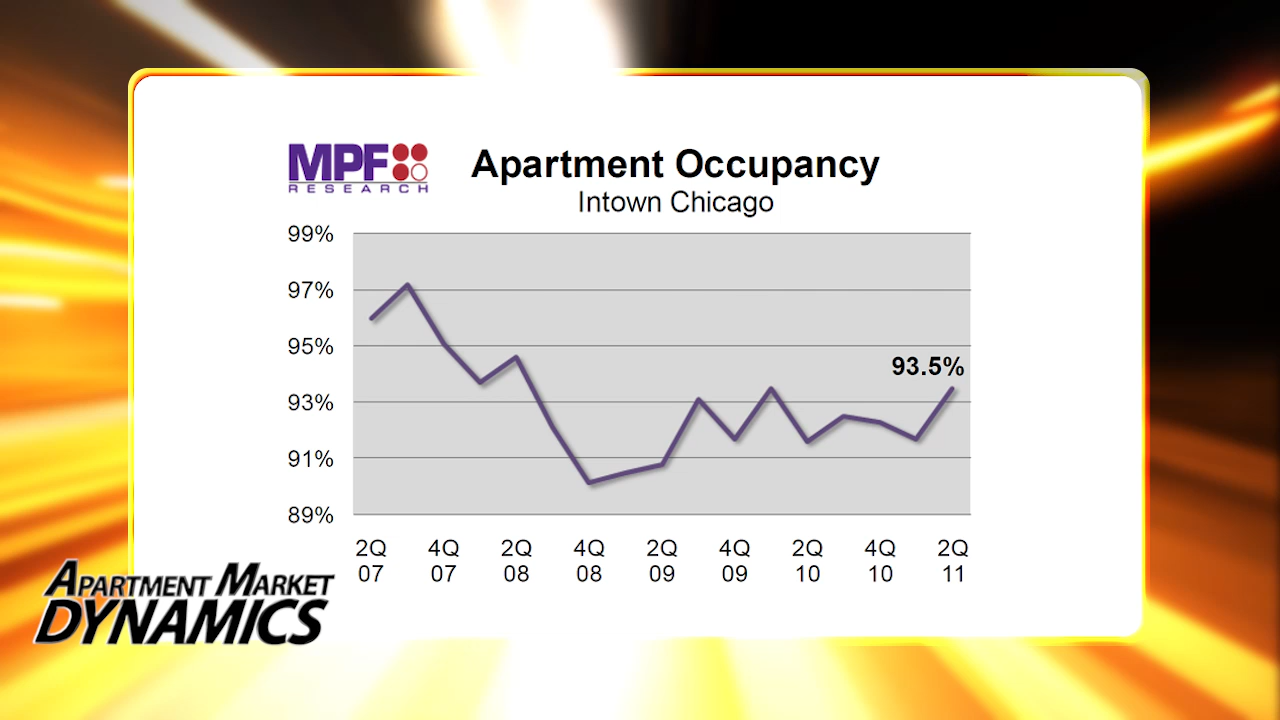 MPF
RESEARCH
Apartment Occupancy
Intown Chicago
99%
97%
95%
93%
91%
89%
93.5%
2Q 4Q 2Q 4Q 2Q 4Q 2Q 4Q 2Q
07 07 08 08 09 09 10 10 11
APARTMENT MARKET
DYNAMICS